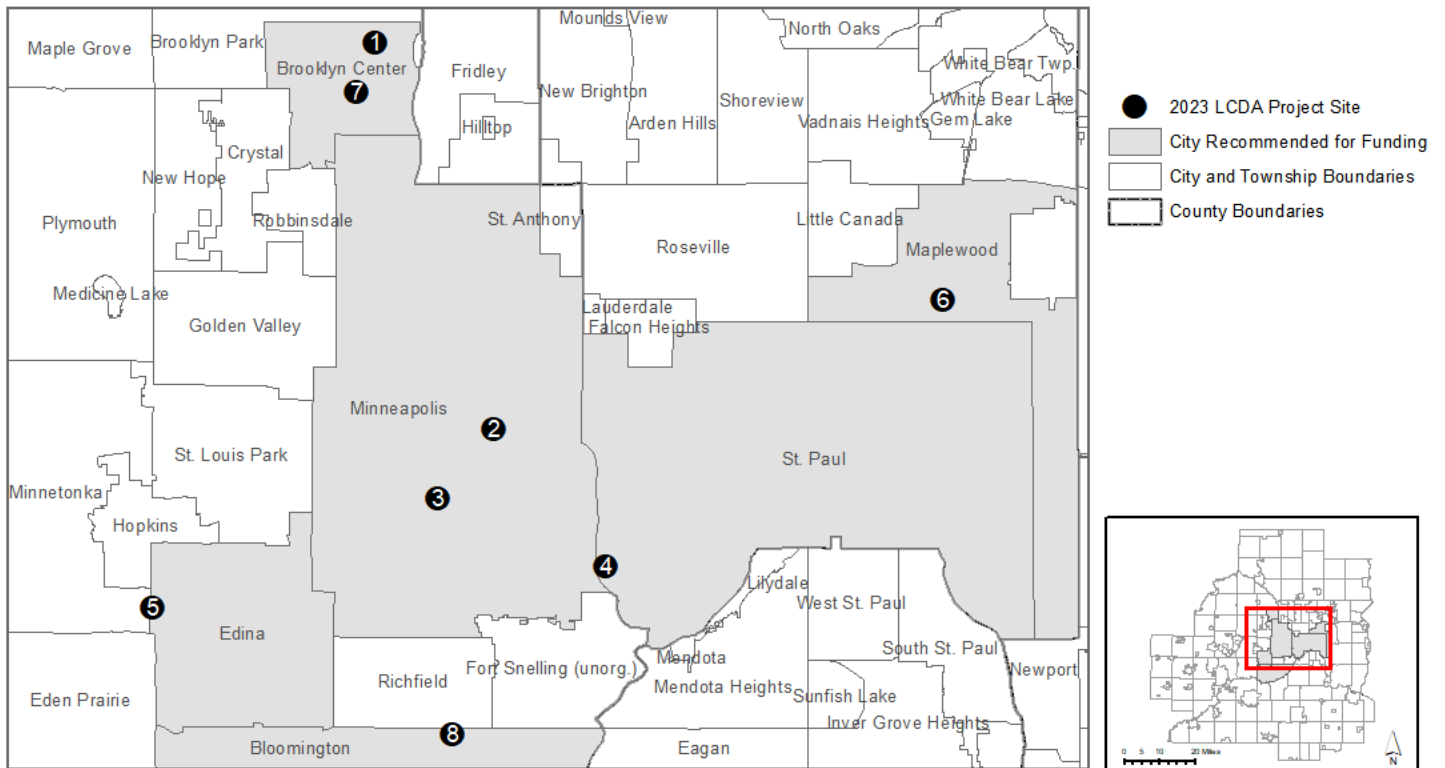 Maple Grove
Brooklyn Park
1
Brooklyn Center
7
Fridley
Mounds View
North Oaks
White Bear Twp.
New Brighton
Shoreview
White Bear Lake
Hilltop
Arden Hills
Vadnais Heights
Gem Lake
Crystal
New Hope
Plymouth
Robbinsdale
St. Anthony
Roseville
Little Canada
Maplewood
6
Medicine Lake
Golden Valley
Lauderdale
Falcon Heights
Minneapolis
2
St. Louis Park
St. Paul
Minnetonka
3
Hopkins
4
Lilydale
5
Edina
West St. Paul
South St. Paul
Mendota
Fort Snelling (unorg.)
Richfield
Mendota Heights
Newport
Eden Prairie
Sunfish Lake
Inver Grove Heights
8
Bloomington
Eagan
2023 LCDA Project Site
City Recommended for Funding
City and Township Boundaries
County Boundaries
0 5 10 20 Miles
N